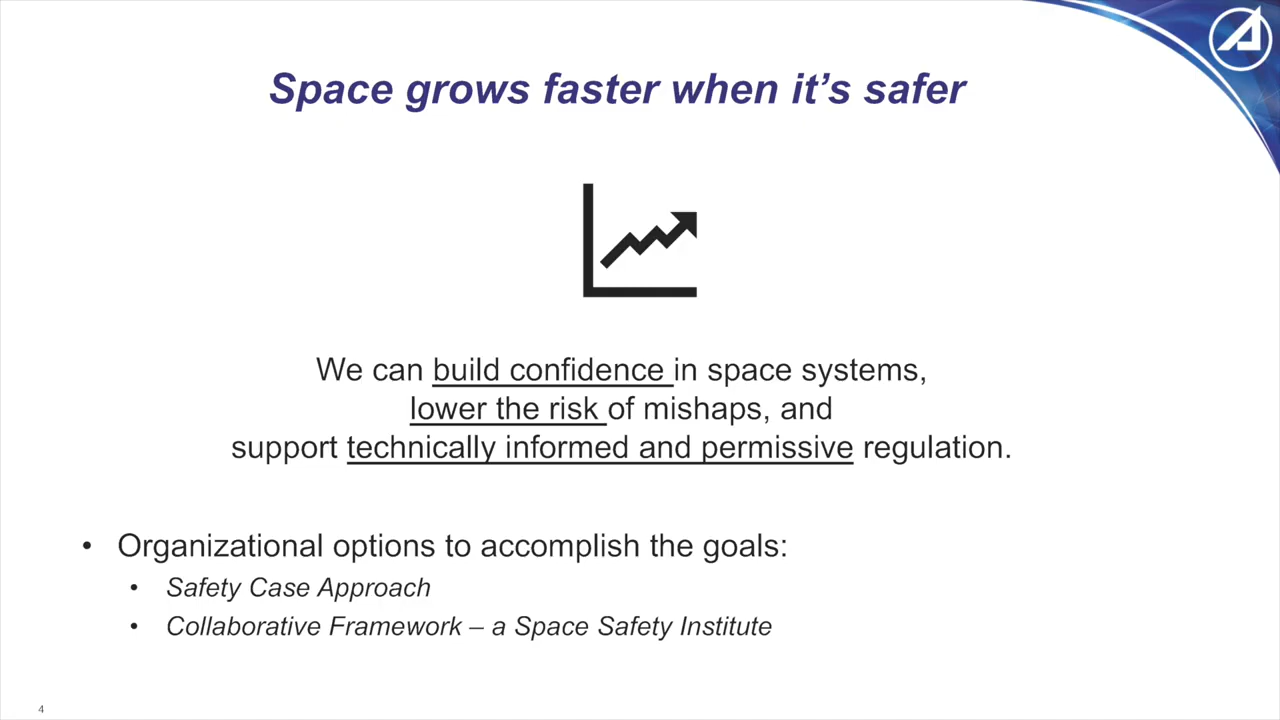 Space grows faster when it’s safer
We can build confidence in space systems,
lower the risk of mishaps, and
support technically informed and permissive regulation.
• Organizational options to accomplish the goals:
• Safety Case Approach
• Collaborative Framework – a Space Safety Institute
4